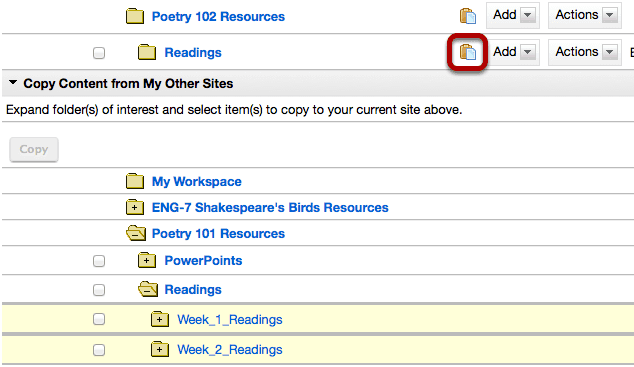 Poetry 102 Resources Add Actions
Readings Add Actions E
Copy Content from My Other Sites
Expand folder(s) of interest and select item(s) to copy to your current site above.
Copy
My Workspace
ENG-7 Shakespeare's Birds Resources
Poetry 101 Resources
PowerPoints
Readings
Week_1_Readings
Week_2_Readings